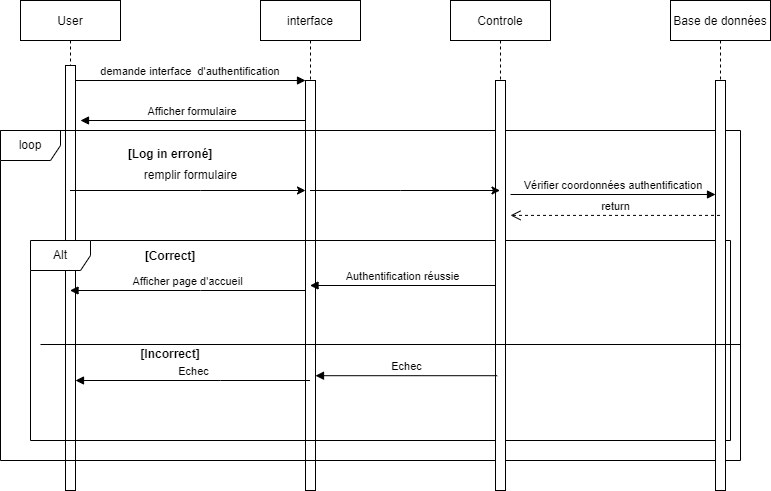 User
interface
Controle
Base de données
demande interface d'authentification
Afficher formulaire
loop
[Log in erroné]
remplir formulaire
Vérifier coordonnées authentification
return
Alt
[Correct]
Authentification réussie
Afficher page d'accueil
[Incorrect]
Echec
Echec